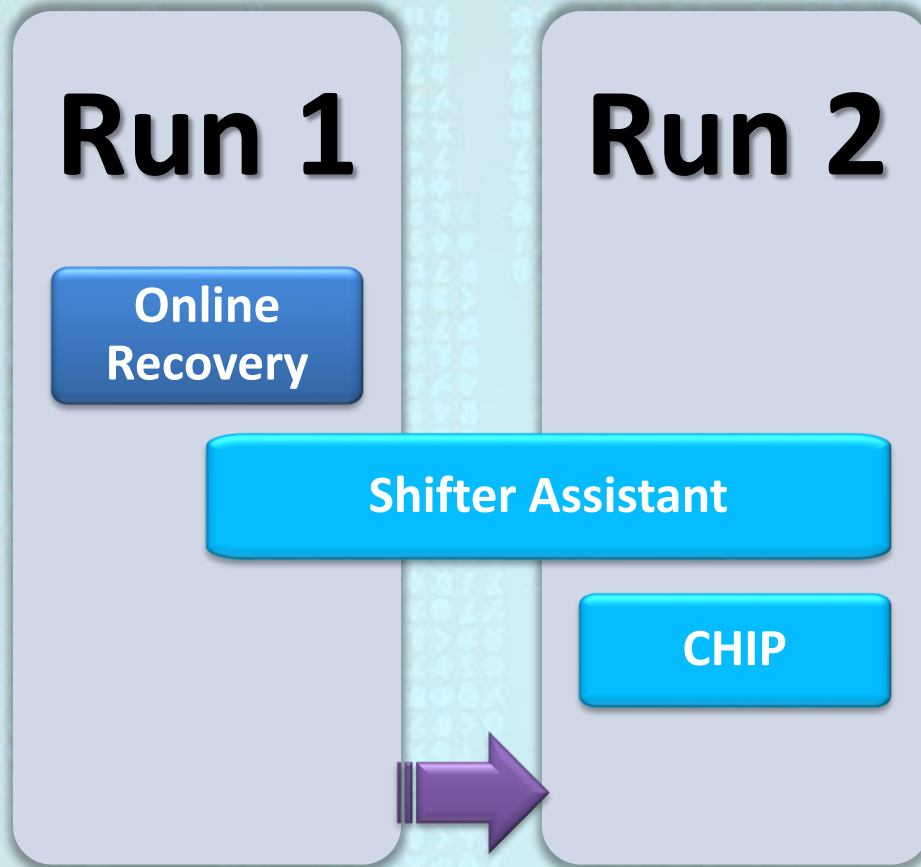 Run 1
Run 2
Online
Recovery
Shifter Assistant
CHIP